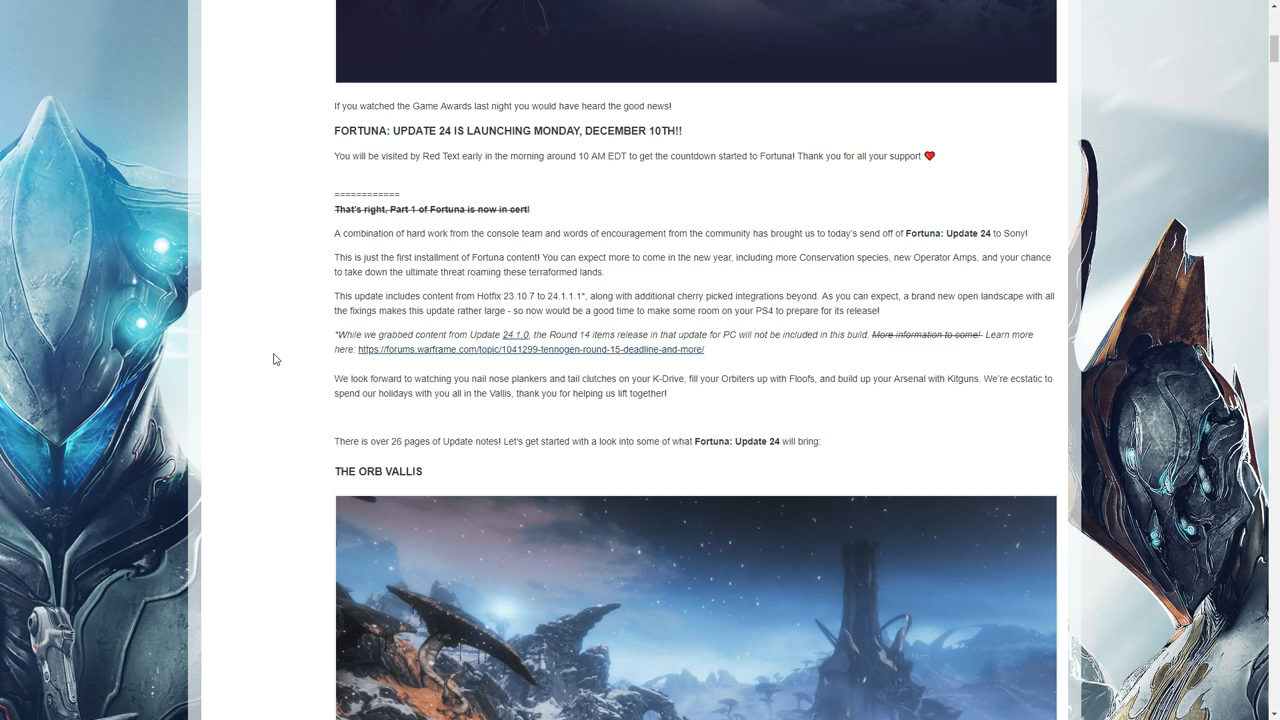 If you watched the Game Awards last night you would have heard the good news!
FORTUNA: UPDATE 24 IS LAUNCHING MONDAY, DECEMBER 10TH!!
You will be visited by Red Text early in the morning around 10 AM EDT to get the countdown started to Fortuna! Thank you for all your support ❤
============
That's right, Part 1 of Fortuna is now in cert!
A combination of hard work from the console team and words of encouragement from the community has brought us to today's send off of Fortuna: Update 24 to Sony!
This is just the first installment of Fortuna content! You can expect more to come in the new year, including more Conservation species, new Operator Amps, and your chance
to take down the ultimate threat roaming these terraformed lands.
This update includes content from Hotfix 23.10.7 to 24.1.1.1*, along with additional cherry picked integrations beyond. As you can expect, a brand new open landscape with all
the fixings makes this update rather large - so now would be a good time to make some room on your PS4 to prepare for its release!
*While we grabbed content from Update 24.1.0, the Round 14 items release in that update for PC will not be included in this build. More information to come! Learn more
here: https://forums.warframe.com/topic/1041299-tennogen-round-15-deadline-and-more/
We look forward to watching you nail nose plankers and tail clutches on your K-Drive, fill your Orbiters up with Floofs, and build up your Arsenal with Kitguns. We're ecstatic to
spend our holidays with you all in the Vallis, thank you for helping us lift together!
There is over 26 pages of Update notes! Let's get started with a look into some of what Fortuna: Update 24 will bring:
THE ORB VALLIS